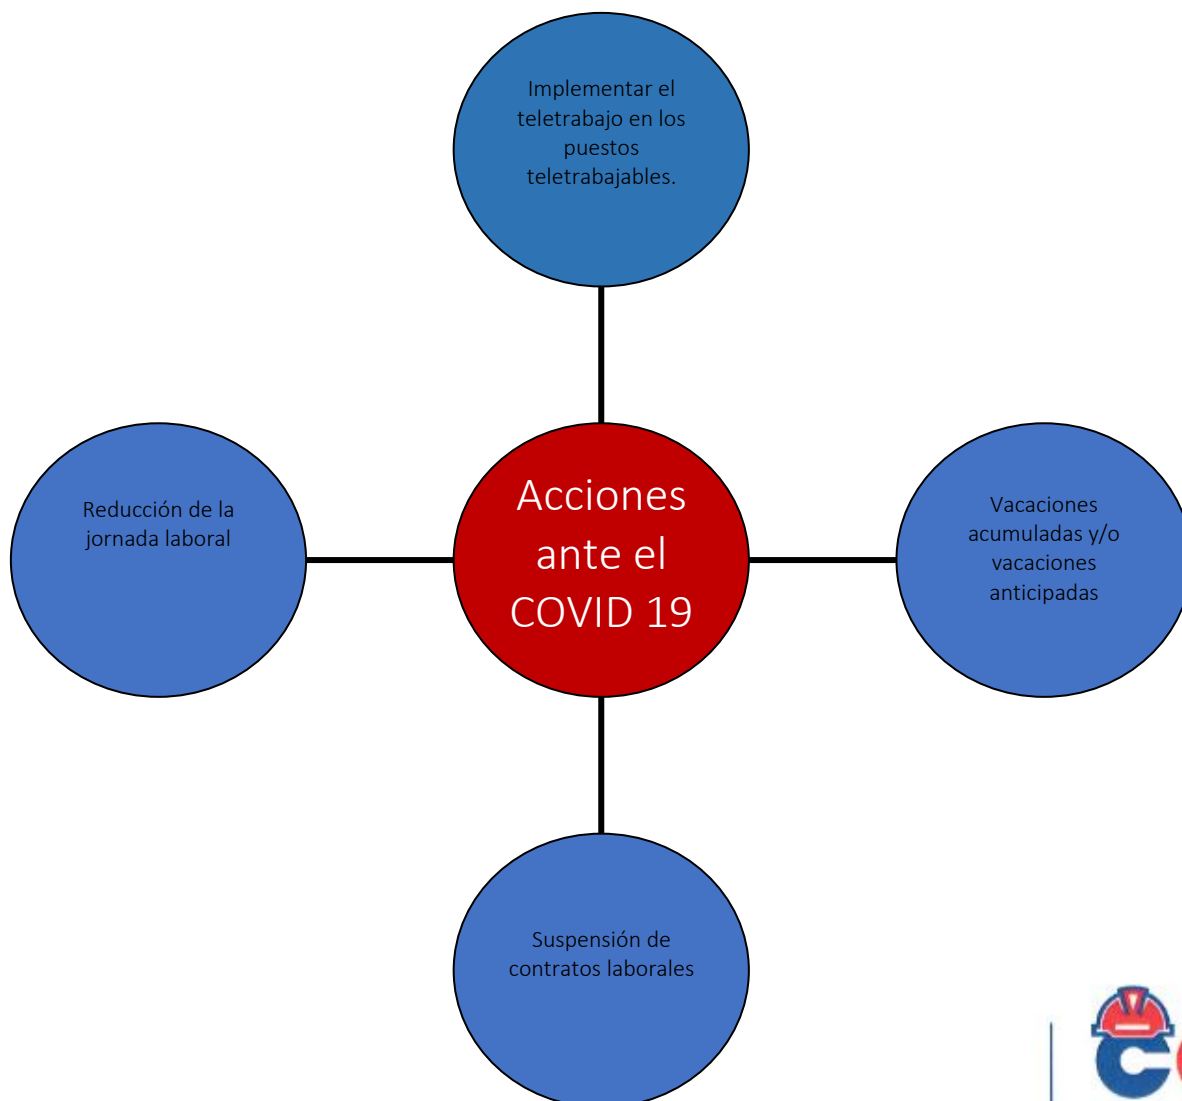 Implementar el
teletrabajo en los
puestos
teletrabajables.
Reducción de la
jornada laboral
Acciones
ante el
COVID 19
Vacaciones
acumuladas y/o
vacaciones
anticipadas
Suspensión de
contratos laborales